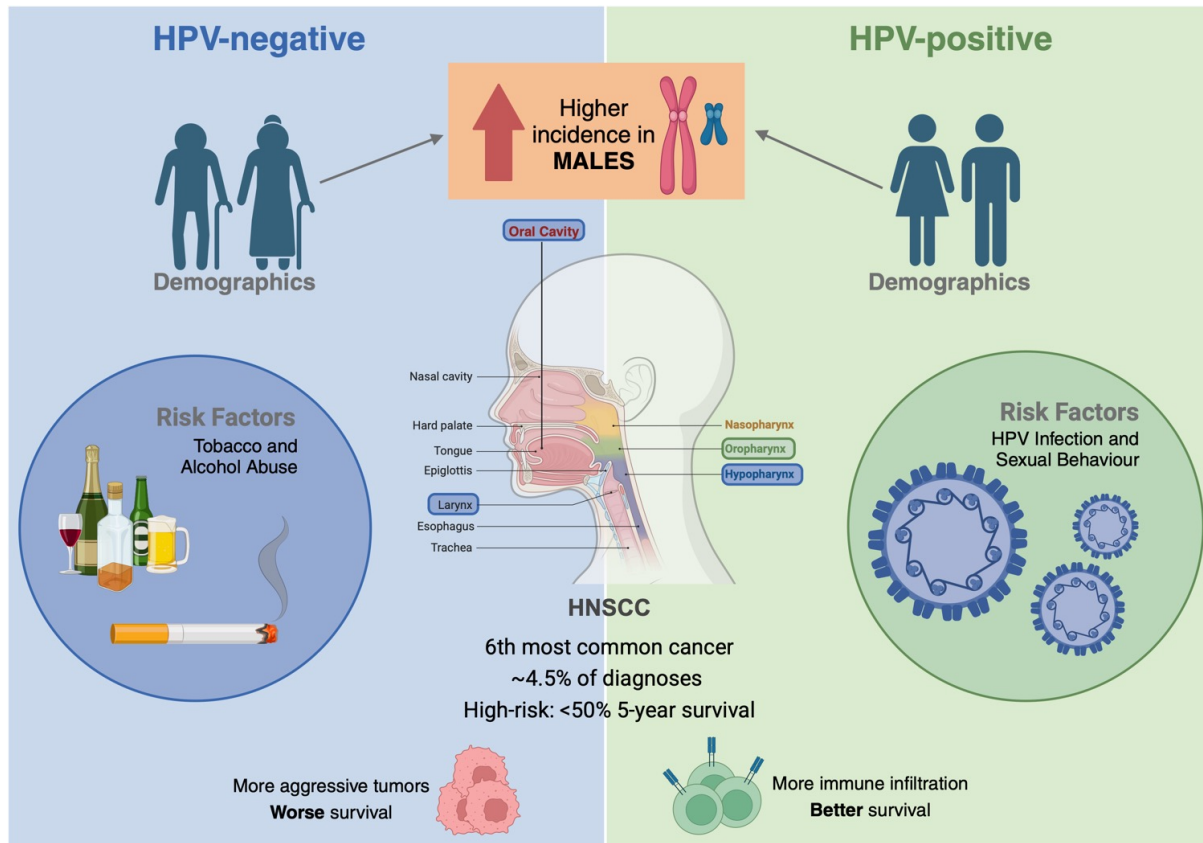 HPV-negative
HPV-positive
Higher
incidence in
MALES
Demographics
Demographics
Oral Cavity
Nasal cavity
Hard palate
Tongue
Epiglottis
Larynx
Esophagus
Trachea
Nasopharynx
Oropharynx
Hypopharynx
Risk Factors
Tobacco and
Alcohol Abuse
Risk Factors
HPV Infection and
Sexual Behaviour
HNSCC
6th most common cancer
~4.5% of diagnoses
High-risk: <50% 5-year survival
More aggressive tumors
Worse survival
More immune infiltration
Better survival